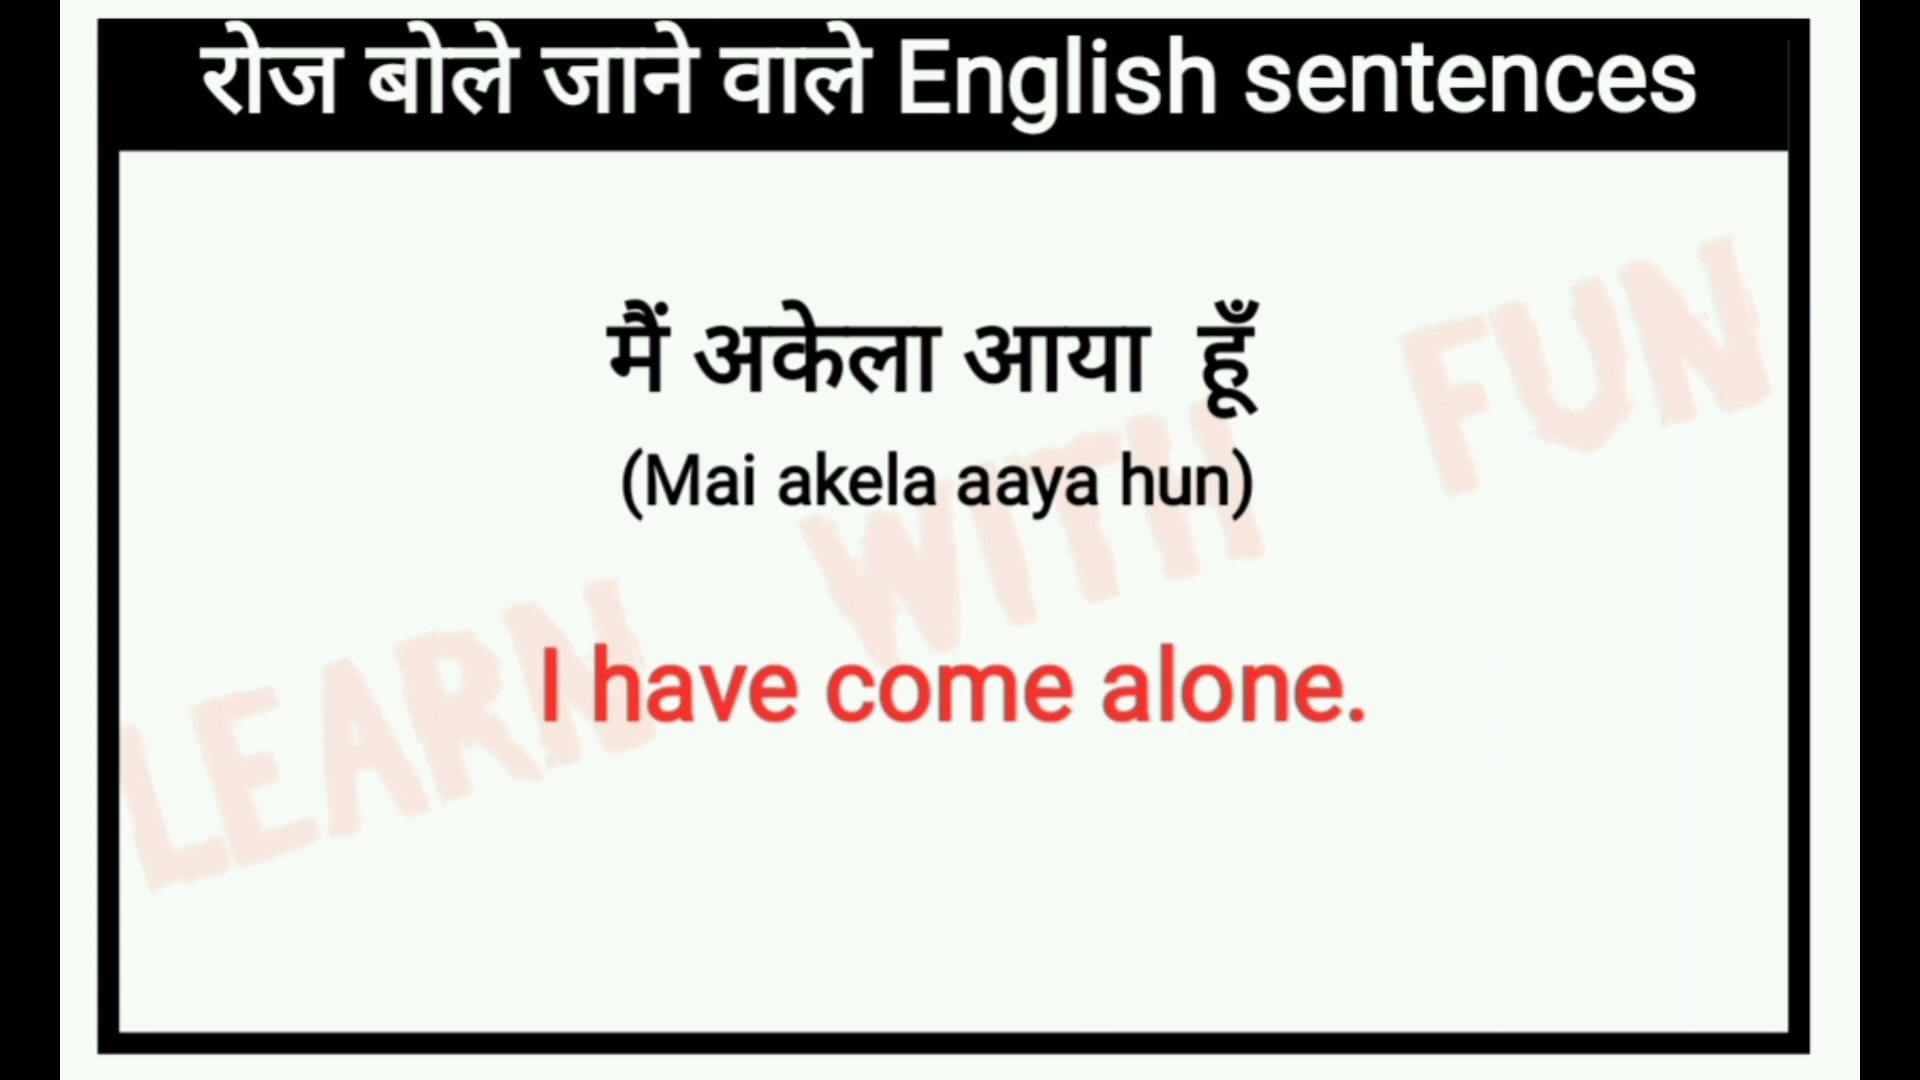 रोज बोले जाने वाले English sentences
मैं अकेला आया हूँ
(Mai akela aaya hun)
I have come alone.
LEARN WITH FUN